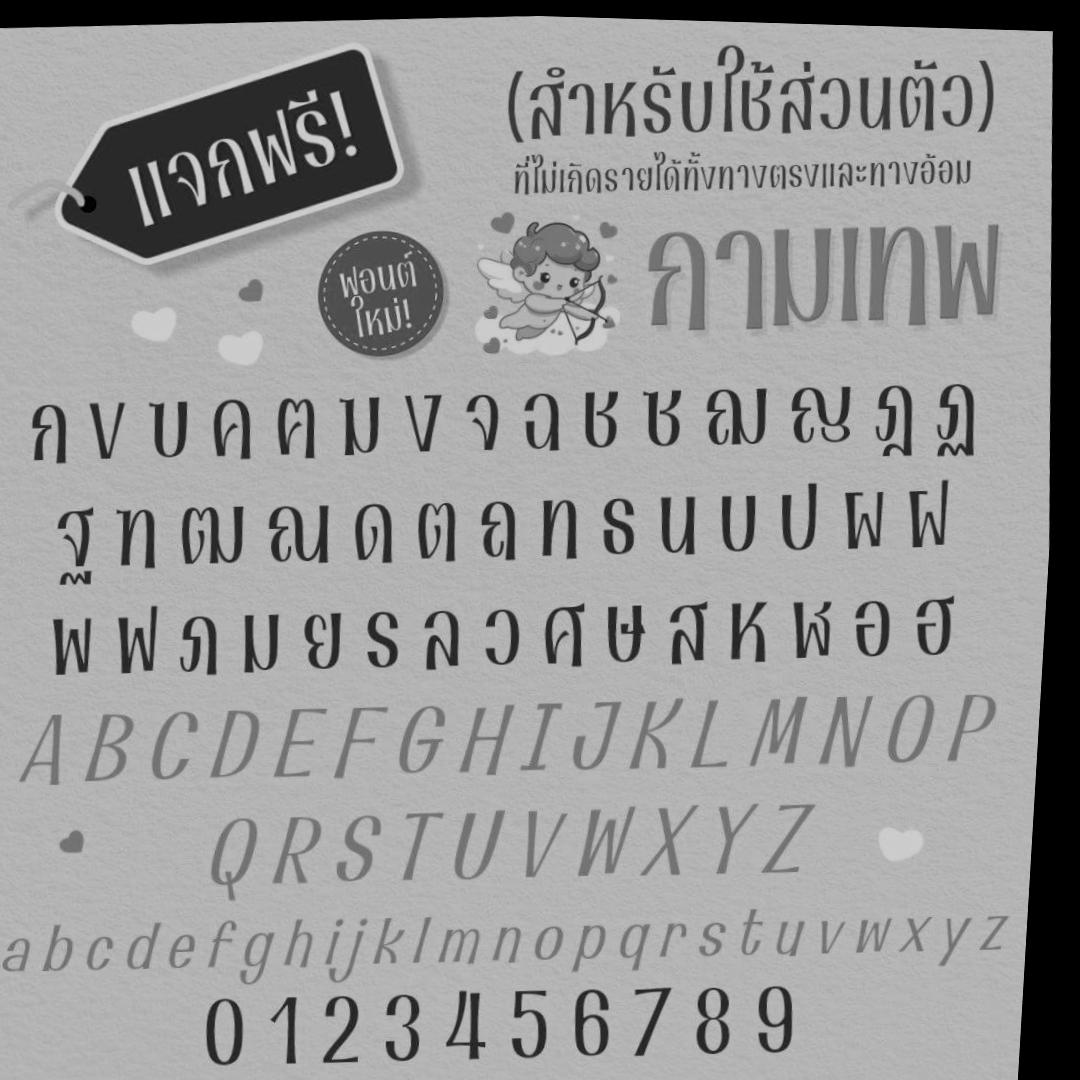 แจกฟรี!
(สำหรับใช้ส่วนตัว)
ที่ไม่เกิดรายได้ทั้งทางตรงและทางอ้อม
ฟอนต์
ใหม่!
กามเทพ
ก ข ฃ ค ฅ ฆ ง จ ฉ ช ซ ฌ ญ ฎ ฏ
ฐ ฑ ฒ ณ ด ต ถ ท ธ น บ ป ผ ฝ
พ ฟ ภ ม ย ร ล ว ศ ษ ส ห ฬ อ ฮ
A B C D E F G H I J K L M N O P
Q R S T U V W X Y Z
a b c d e f g h i j k l m n o p q r s t u v w x y z
0 1 2 3 4 5 6 7 8 9